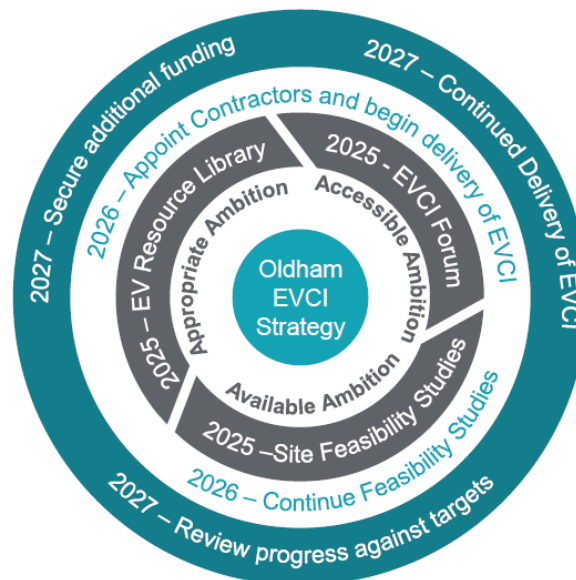 Oldham
EVCI
Strategy
Appropriate Ambition
Accessible Ambition
Available Ambition
2025 – EV Resource Library
2025 - EVCI Forum
2025 –Site Feasibility Studies
2026 – Appoint Contractors and begin delivery of EVCI
2026 – Continue Feasibility Studies
2027 – Secure additional funding
2027 – Continued Delivery of EVCI
2027 – Review progress against targets